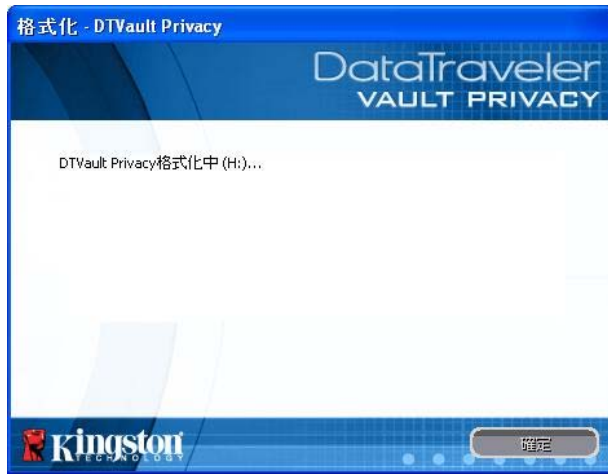 格式化 - DTVault Privacy
DataTraveler
VAULT PRIVACY
DTVault Privacy格式化中 (H:)...
Kingston
TECHNOLOGY
確定